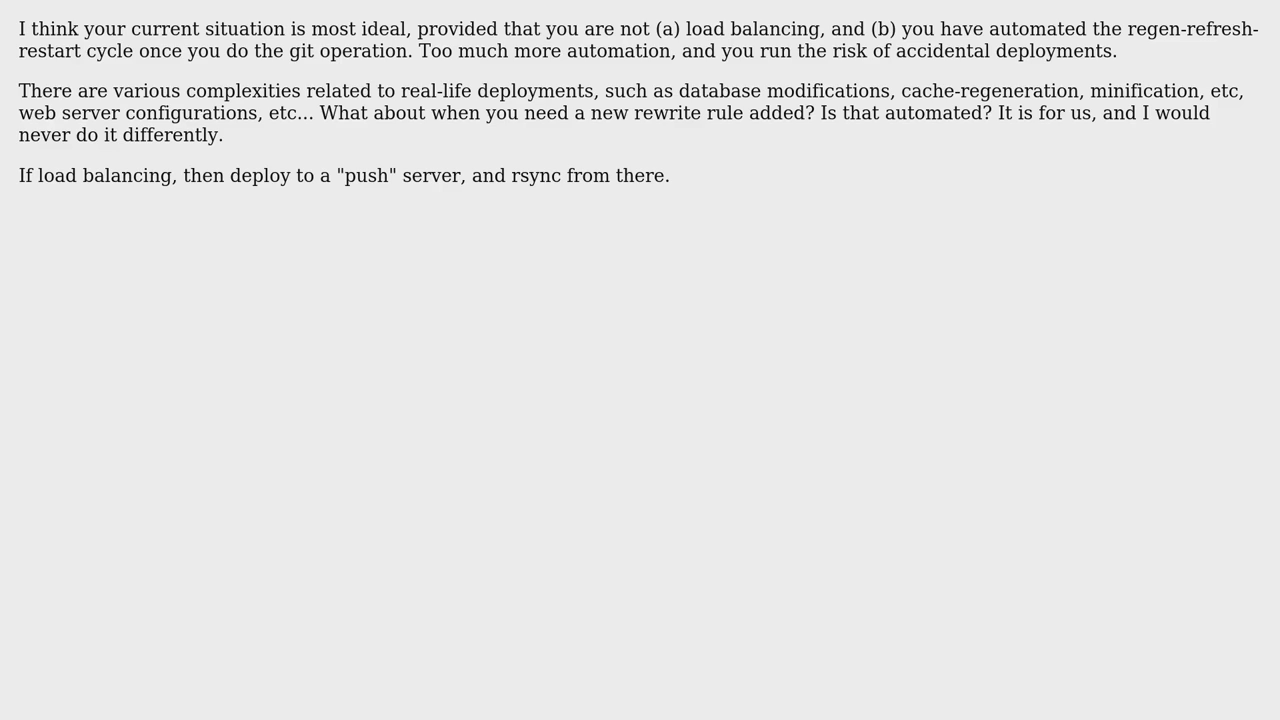 I think your current situation is most ideal, provided that you are not (a) load balancing, and (b) you have automated the regen-refresh-
restart cycle once you do the git operation. Too much more automation, and you run the risk of accidental deployments.
There are various complexities related to real-life deployments, such as database modifications, cache-regeneration, minification, etc,
web server configurations, etc... What about when you need a new rewrite rule added? Is that automated? It is for us, and I would
never do it differently.
If load balancing, then deploy to a "push" server, and rsync from there.